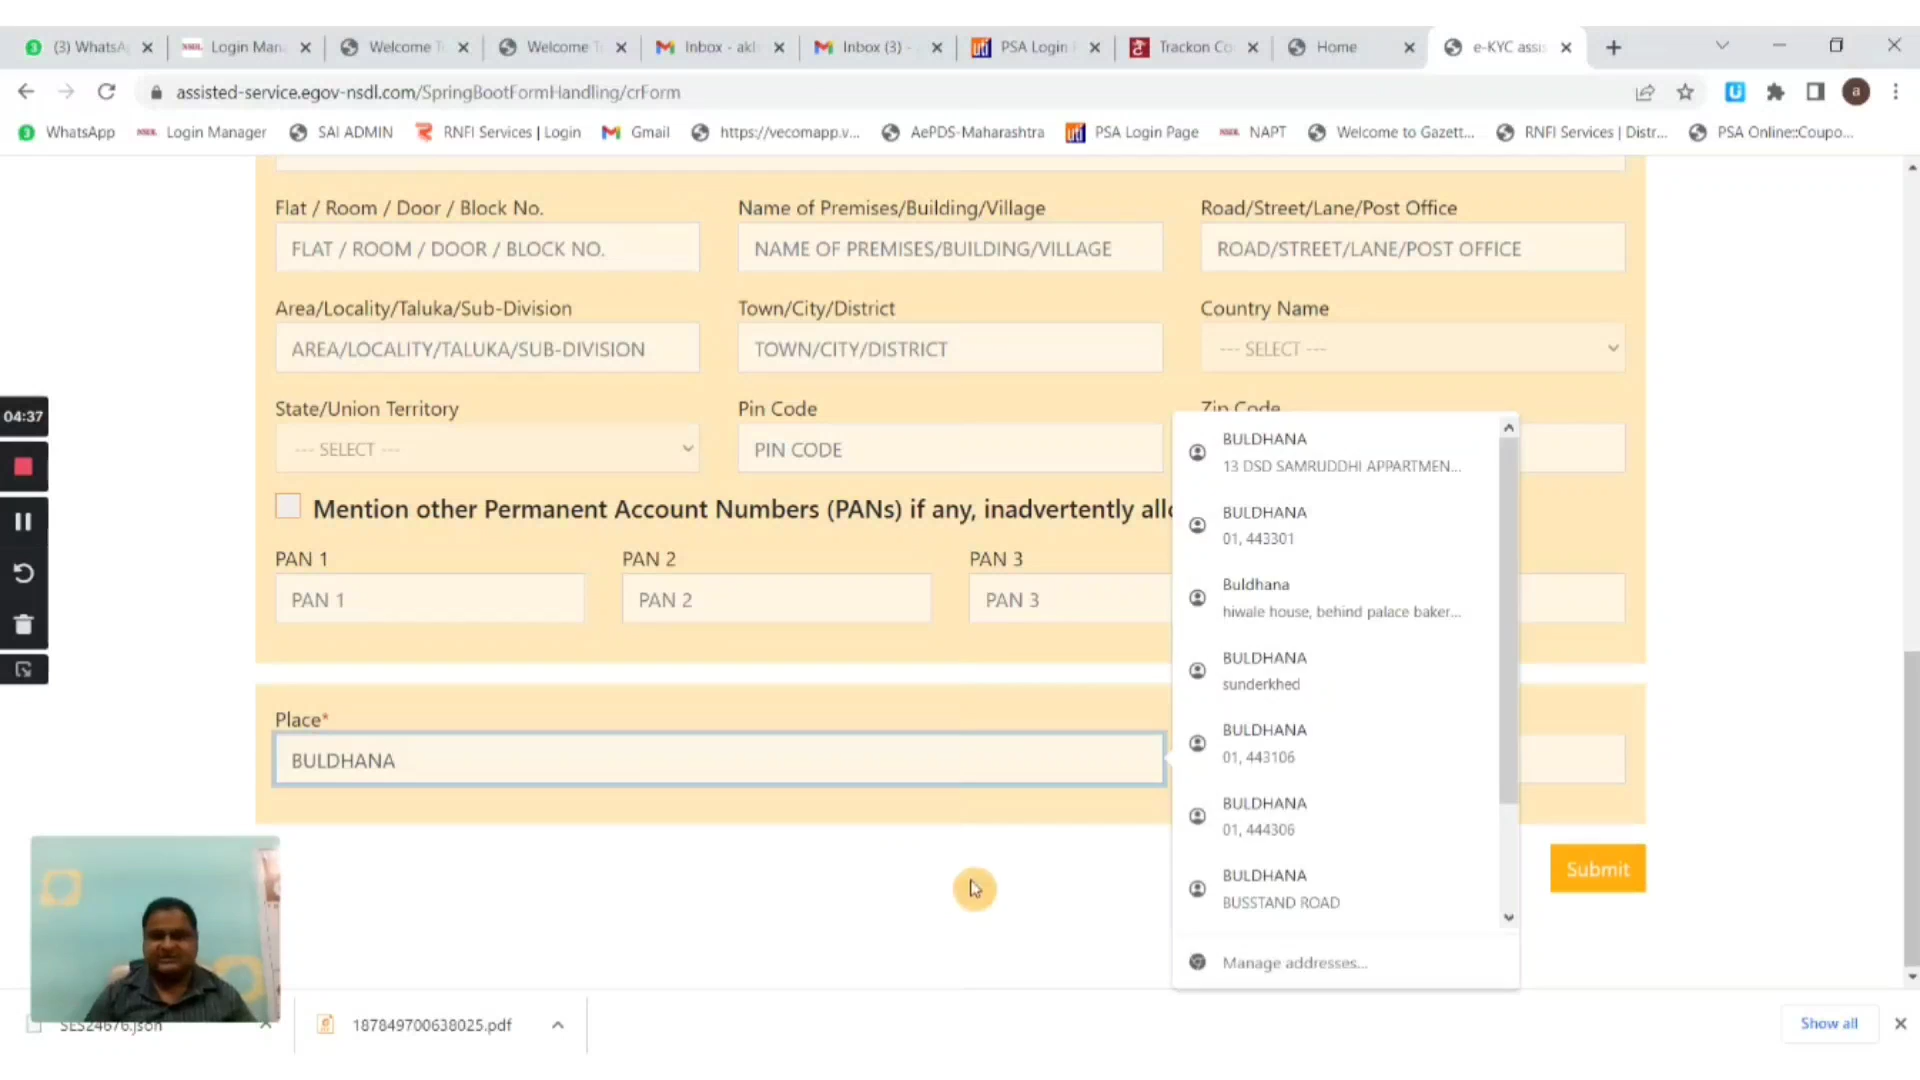 (3) WhatsA
Login Man
Welcome T
Welcome T
Inbox - akl
Inbox (3) -
PSA Login
Trackon Co
Home
e-KYC assis
assisted-service.egov-nsdl.com/SpringBootFormHandling/crForm
WhatsApp
Login Manager
SAI ADMIN
RNFI Services | Login
Gmail
https://vecomapp.v...
AePDS-Maharashtra
PSA Login Page
NAPT
Welcome to Gazett...
RNFI Services | Distr...
PSA Online::Coupo...
Flat / Room / Door / Block No.
Name of Premises/Building/Village
Road/Street/Lane/Post Office
FLAT / ROOM / DOOR / BLOCK NO.
NAME OF PREMISES/BUILDING/VILLAGE
ROAD/STREET/LANE/POST OFFICE
Area/Locality/Taluka/Sub-Division
Town/City/District
Country Name
AREA/LOCALITY/TALUKA/SUB-DIVISION
TOWN/CITY/DISTRICT
--- SELECT ---
State/Union Territory
Pin Code
Zip Code
--- SELECT ---
PIN CODE
04:37
Mention other Permanent Account Numbers (PANs) if any, inadvertently allo
PAN 1
PAN 2
PAN 3
PAN 1
PAN 2
PAN 3
Place*
BULDHANA
BULDHANA
13 DSD SAMRUDDHI APPARTMEN...
BULDHANA
01, 443301
Buldhana
hiwale house, behind palace baker...
BULDHANA
sunderkhed
BULDHANA
01, 443106
BULDHANA
01, 444306
BULDHANA
BUSSTAND ROAD
Manage addresses...
Submit
SES24676.json
187849700638025.pdf
Show all